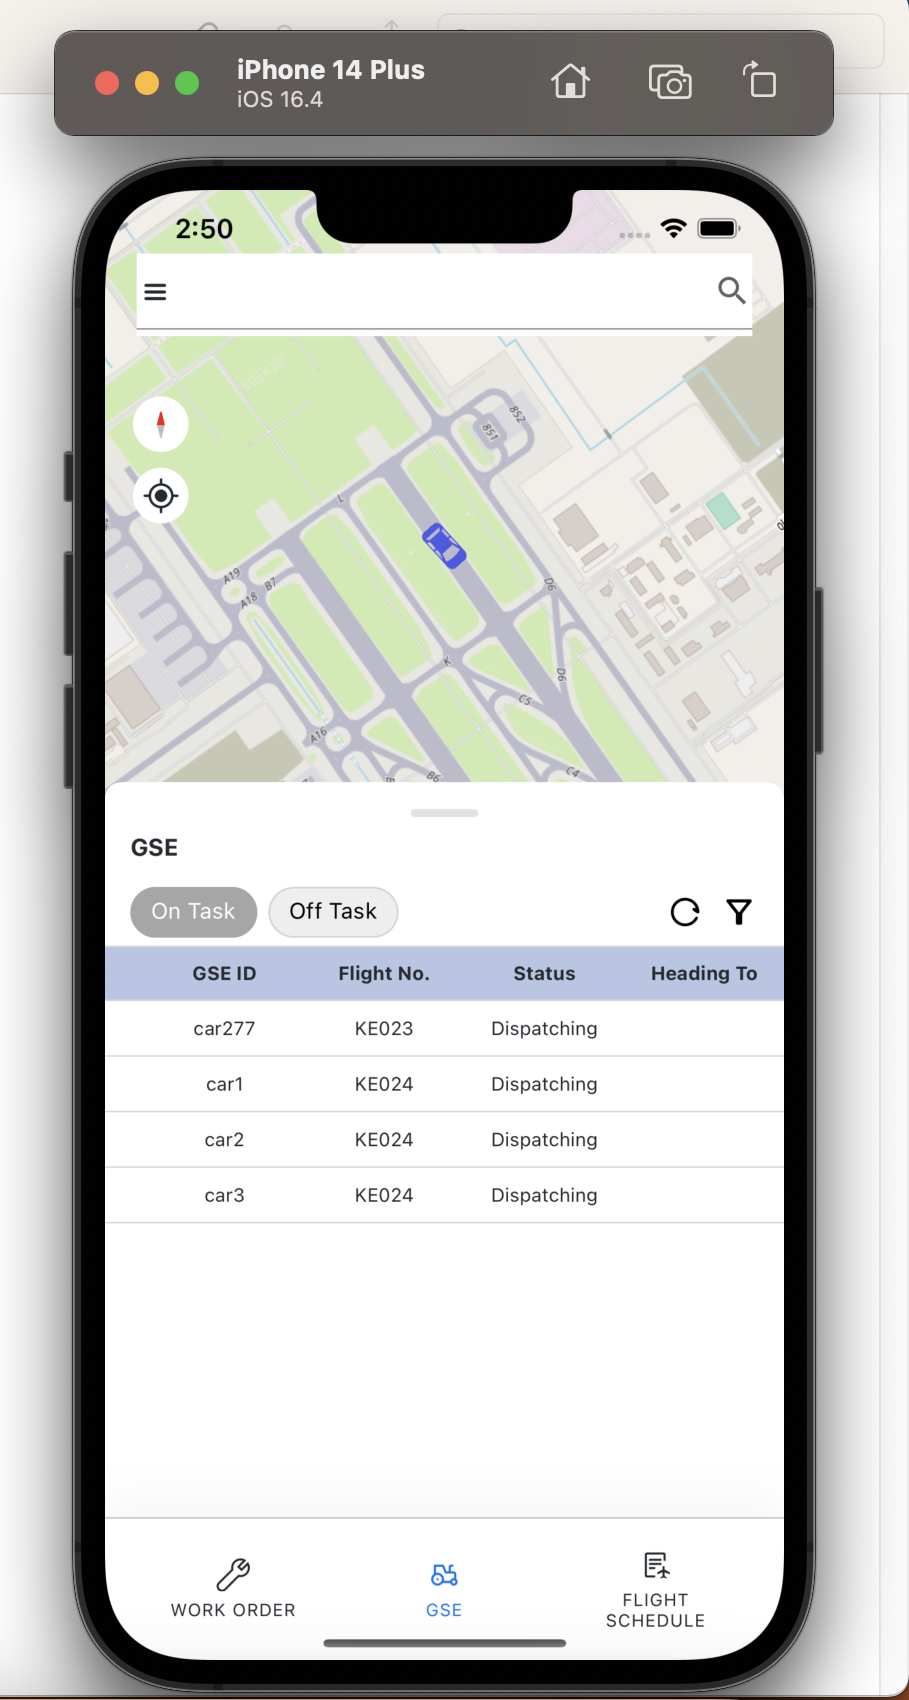 iPhone 14 Plus
iOS 16.4
2:50
852
851
L
A19
A18 B7
D6
K
D6
C5
A16
B6
C4
GSE
On Task Off Task
GSE ID Flight No. Status Heading To
car277 KE023 Dispatching
car1 KE024 Dispatching
car2 KE024 Dispatching
car3 KE024 Dispatching
WORK ORDER
GSE
FLIGHT
SCHEDULE